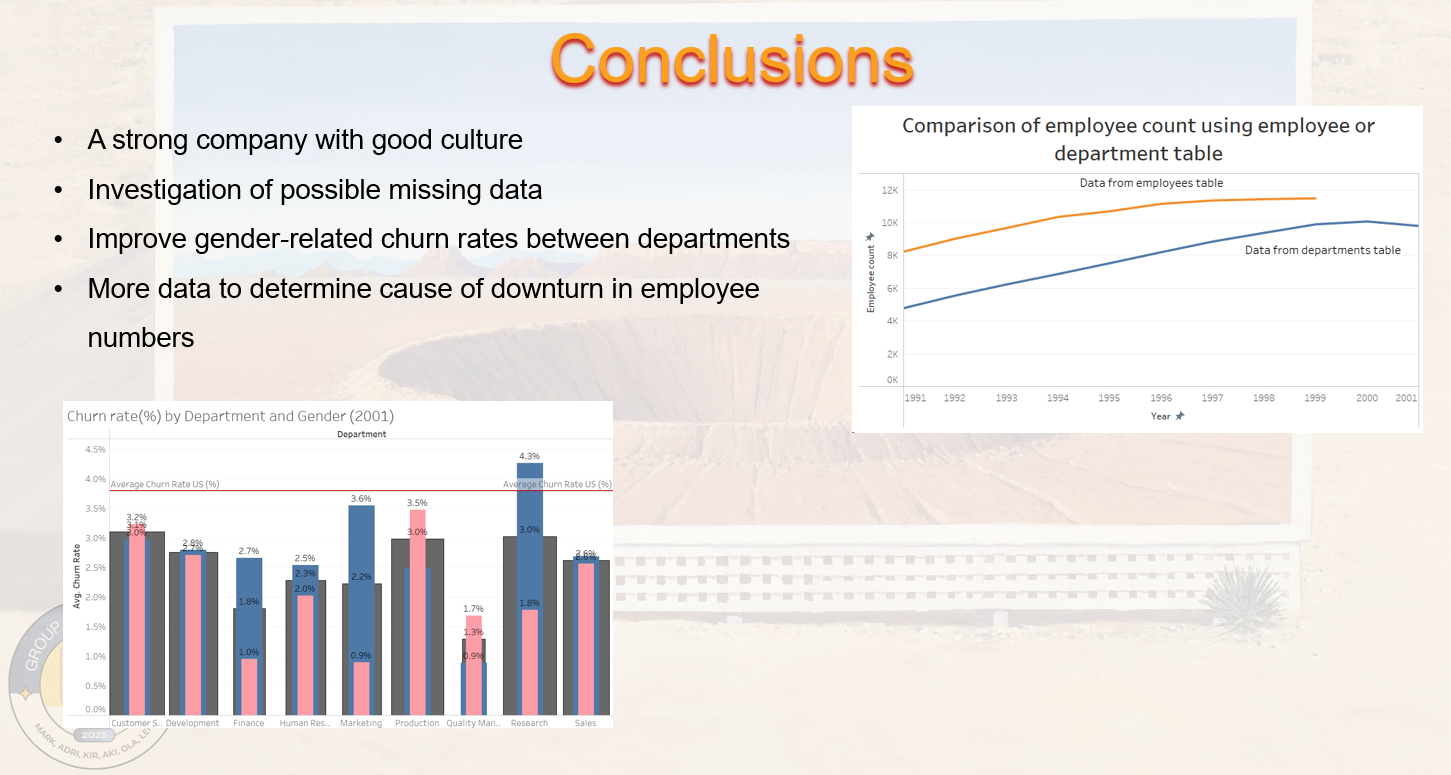 Conclusions
• A strong company with good culture
• Investigation of possible missing data
• Improve gender-related churn rates between departments
• More data to determine cause of downturn in employee
numbers
Comparison of employee count using employee or
department table
Data from employees table
Data from departments table
Employee count
12K
10K
8K
6K
4K
2K
0K
1991 1992 1993 1994 1995 1996 1997 1998 1999 2000 2001
Year
Churn rate(%) by Department and Gender (2001)
Department
Avg. Churn Rate
4.5%
4.0%
3.5%
3.0%
2.5%
2.0%
1.5%
1.0%
0.5%
0.0%
Average Churn Rate US (%) Average Churn Rate US (%)
3.2%
3.1%
3.0%
2.8%
2.7%
2.7%
1.8%
1.0%
2.5%
2.3%
2.0%
3.6%
2.2%
0.9%
3.5%
3.0%
1.7%
1.3%
0.9%
4.3%
3.0%
1.8%
2.6%
Customer S.. Development Finance Human Res.. Marketing Production Quality Man.. Research Sales
GROUP
2025
MARK, ADRI, KIR, AKI, OLA,